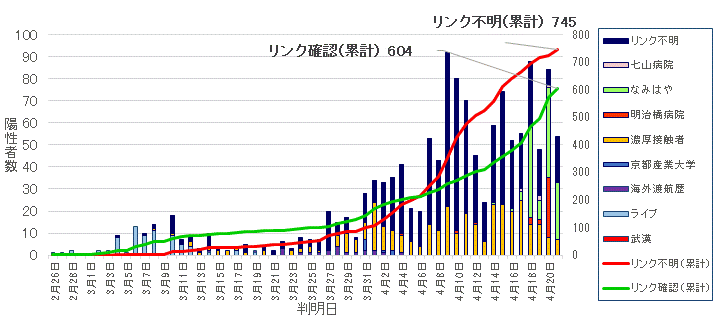 リンク不明(累計) 745
リンク確認(累計) 604
陽性者数
100
90
80
70
60
50
40
30
20
10
0
800
700
600
500
400
300
200
100
0
2月26日
2月28日
3月1日
3月3日
3月5日
3月7日
3月9日
3月11日
3月13日
3月15日
3月17日
3月19日
3月21日
3月23日
3月25日
3月27日
3月29日
3月31日
4月2日
4月4日
4月6日
4月8日
4月10日
4月12日
4月14日
4月16日
4月18日
4月20日
判明日
リンク不明
七山病院
なみはや
明治橋病院
濃厚接触者
京都産業大学
海外渡航歴
ライブ
武漢
リンク不明(累計)
リンク確認(累計)